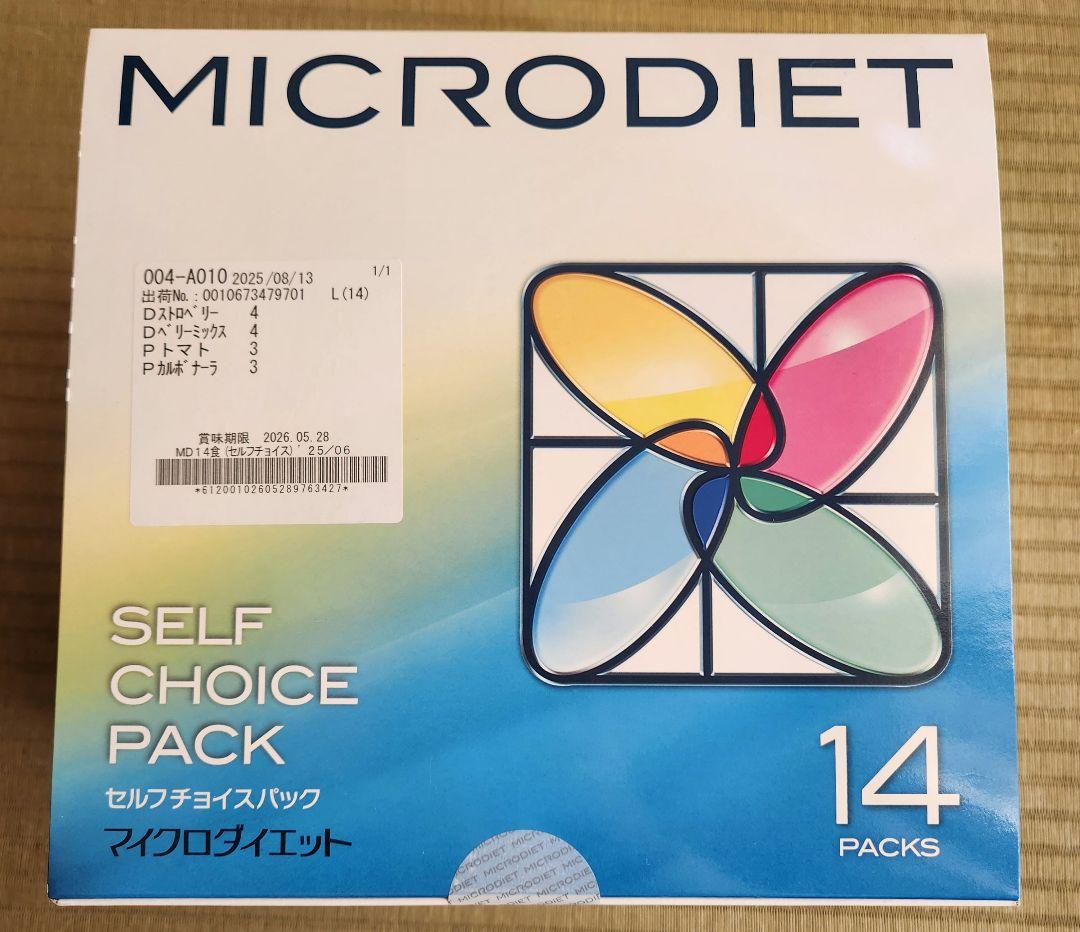 MICRODIET
004-A010 2025/08/13 1/1
出荷No.:0010673479701 L(14)
Dｽﾄﾛﾍﾞﾘｰ 4
Dﾍﾞﾘｰﾐｯｸｽ 4
Pトマト 3
Pｶﾙﾎﾞﾅｰﾗ 3
賞味期限 2026.05.28
MD14食(セルフチョイス)'25/06
*61200102605289763427*
SELF
CHOICE
PACK
セルフチョイスパック
マイクロダイエット
14
PACKS
MICRODIET
MICRODIET
MICRODIET